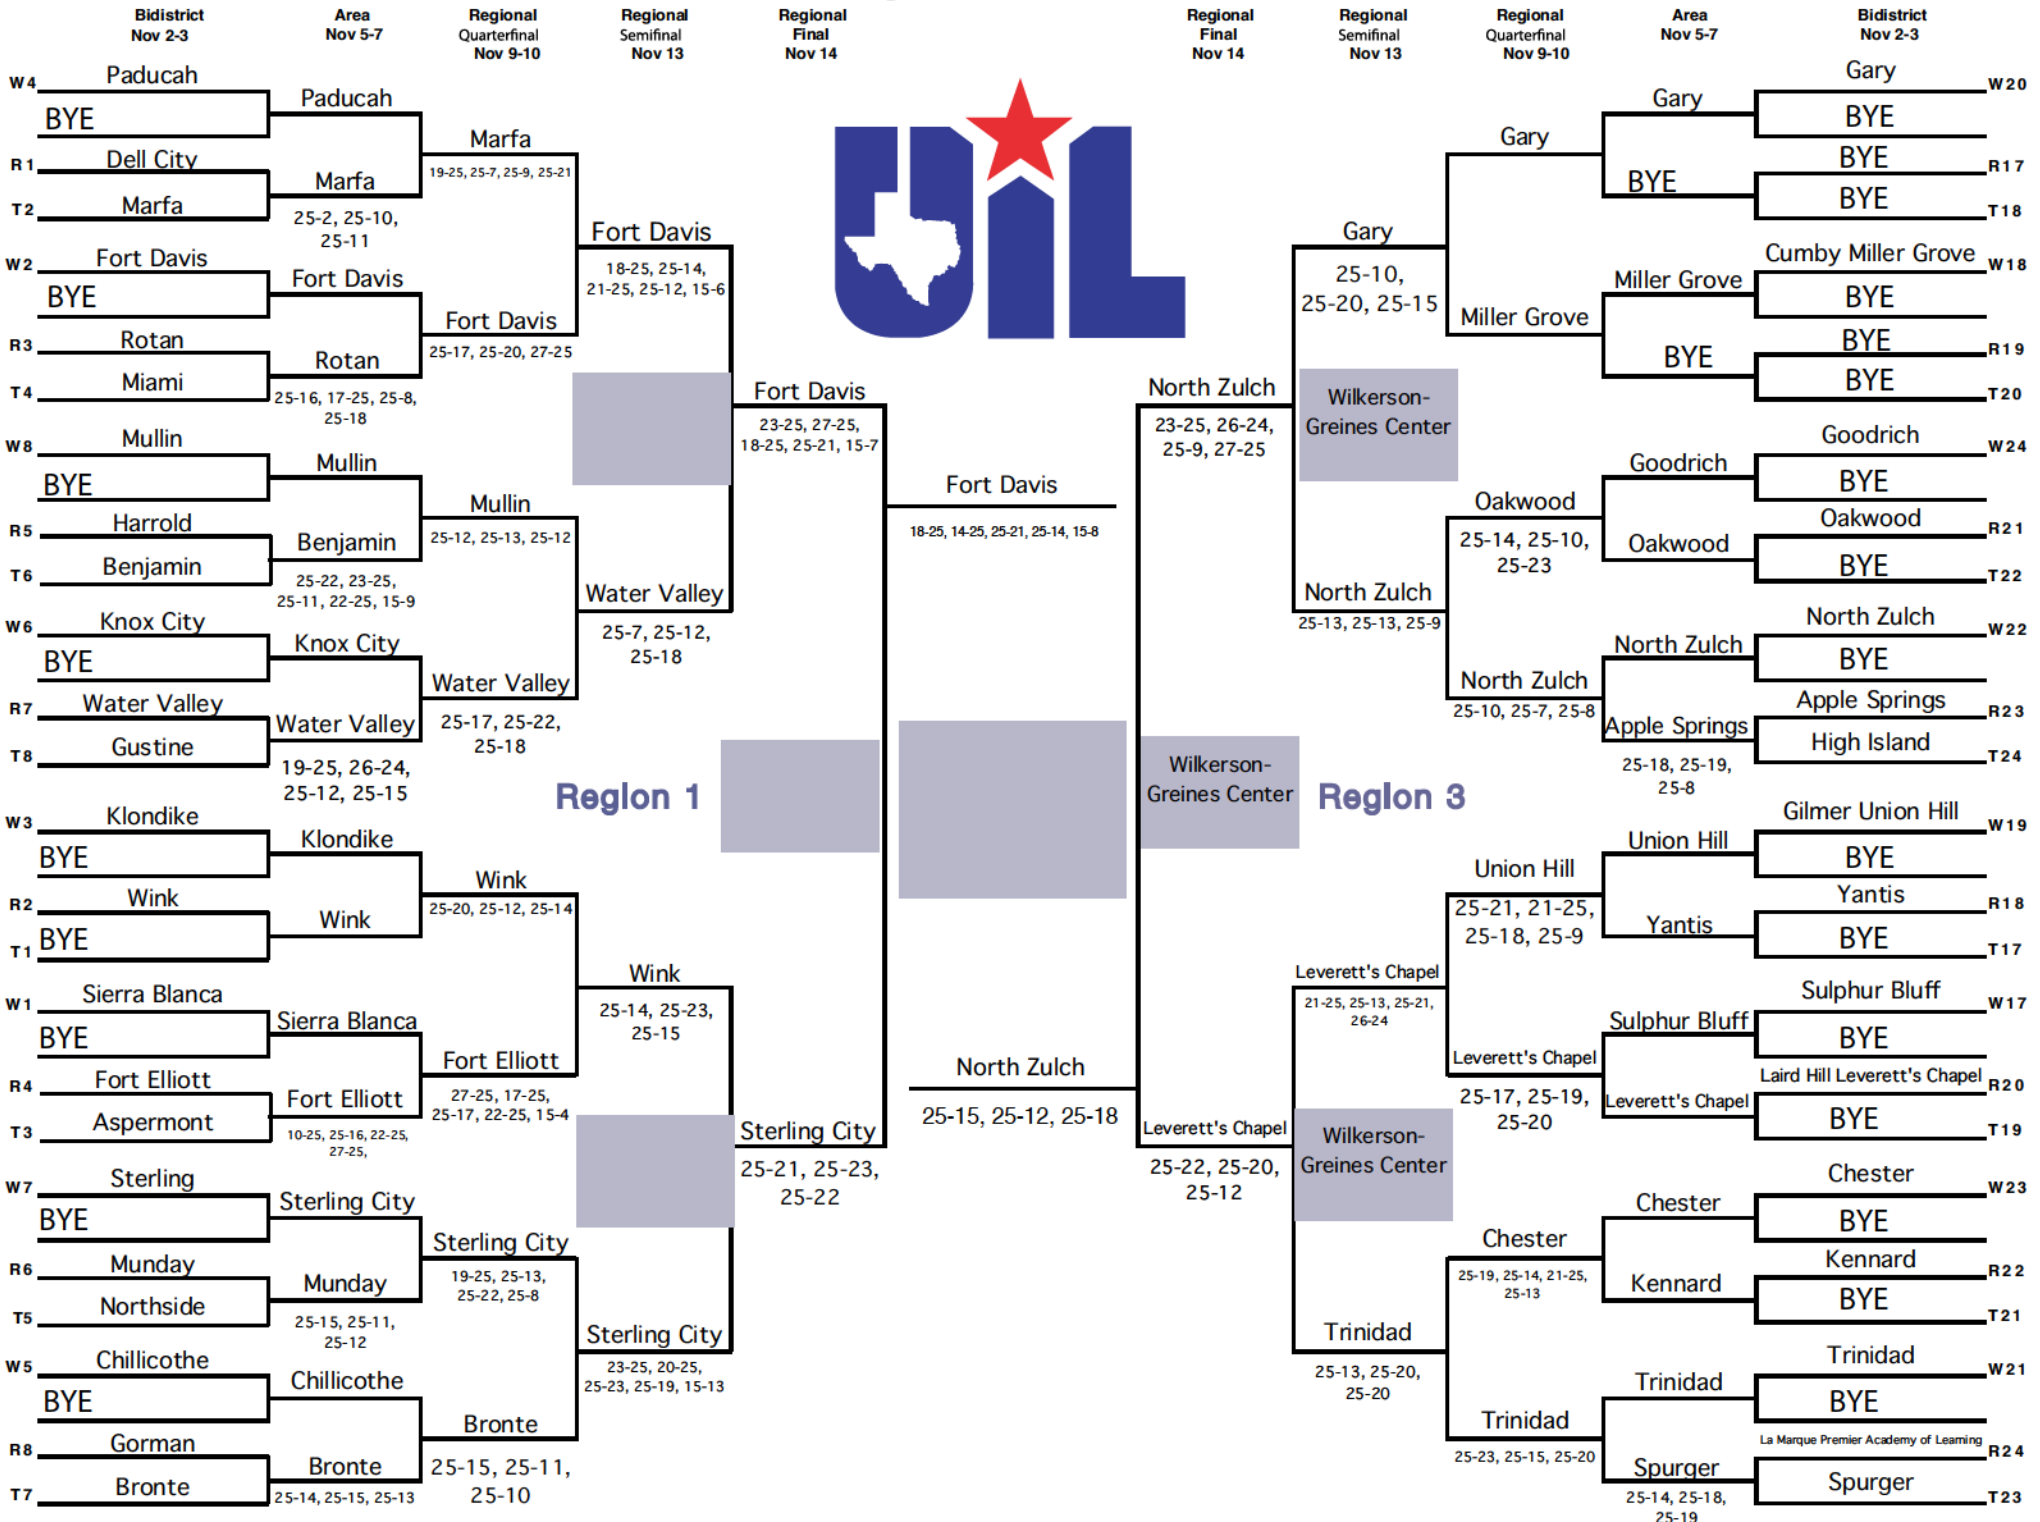 Bidistrict
Nov 2-3
Area
Nov 5-7
Regional
Quarterfinal
Nov 9-10
Regional
Semifinal
Nov 13
Regional
Final
Nov 14
Regional
Final
Nov 14
Regional
Semifinal
Nov 13
Regional
Quarterfinal
Nov 9-10
Area
Nov 5-7
Bidistrict
Nov 2-3
W4
Paducah
BYE
R1
Dell City
T2
Marfa
W2
Fort Davis
BYE
R3
Rotan
T4
Miami
W8
Mullin
BYE
R5
Harrold
T6
Benjamin
W6
Knox City
BYE
R7
Water Valley
T8
Gustine
W3
Klondike
BYE
R2
Wink
T1
BYE
W1
Sierra Blanca
BYE
R4
Fort Elliott
T3
Aspermont
W7
Sterling
BYE
R6
Munday
T5
Northside
W5
Chillicothe
BYE
R8
Gorman
T7
Bronte
Paducah
Marfa
25-2, 25-10,
25-11
Fort Davis
Rotan
25-16, 17-25, 25-8,
25-18
Mullin
Benjamin
25-22, 23-25,
25-11, 22-25, 15-9
Knox City
Water Valley
19-25, 26-24,
25-12, 25-15
Klondike
Wink
Sierra Blanca
Fort Elliott
10-25, 25-16, 22-25,
27-25,
Sterling City
Munday
25-15, 25-11,
25-12
Chillicothe
Bronte
25-14, 25-15, 25-13
Marfa
19-25, 25-7, 25-9, 25-21
Fort Davis
25-17, 25-20, 27-25
Mullin
25-12, 25-13, 25-12
Water Valley
25-17, 25-22,
25-18
Wink
25-20, 25-12, 25-14
Fort Elliott
27-25, 17-25,
25-17, 22-25, 15-4
Sterling City
19-25, 25-13,
25-22, 25-8
Bronte
25-15, 25-11,
25-10
Fort Davis
18-25, 25-14,
21-25, 25-12, 15-6
Water Valley
25-7, 25-12,
25-18
Wink
25-14, 25-23,
25-15
Sterling City
23-25, 20-25,
25-23, 25-19, 15-13
Fort Davis
23-25, 27-25,
18-25, 25-21, 15-7
Sterling City
25-21, 25-23,
25-22
Region 1
UIL
Fort Davis
18-25, 14-25, 25-21, 25-14, 15-8
North Zulch
25-15, 25-12, 25-18
North Zulch
23-25, 26-24,
25-9, 27-25
Wilkerson-
Greines Center
Leverett's Chapel
25-22, 25-20,
25-12
Region 3
Gary
25-10,
25-20, 25-15
Wilkerson-
Greines Center
North Zulch
25-13, 25-13, 25-9
Leverett's Chapel
21-25, 25-13, 25-21,
26-24
Wilkerson-
Greines Center
Trinidad
25-13, 25-20,
25-20
Gary
Miller Grove
Oakwood
25-14, 25-10,
25-23
North Zulch
25-10, 25-7, 25-8
Union Hill
25-21, 21-25,
25-18, 25-9
Leverett's Chapel
25-17, 25-19,
25-20
Chester
25-19, 25-14, 21-25,
25-13
Trinidad
25-23, 25-15, 25-20
Gary
BYE
Miller Grove
BYE
Goodrich
Oakwood
North Zulch
Apple Springs
25-18, 25-19,
25-8
Union Hill
Yantis
Sulphur Bluff
Leverett's Chapel
Chester
Kennard
Trinidad
Spurger
25-14, 25-18,
25-19
Gary
W20
BYE
BYE
R17
BYE
T18
Cumby Miller Grove
W18
BYE
BYE
R19
BYE
T20
Goodrich
W24
BYE
Oakwood
R21
BYE
T22
North Zulch
W22
BYE
Apple Springs
R23
High Island
T24
Gilmer Union Hill
W19
BYE
Yantis
R18
BYE
T17
Sulphur Bluff
W17
BYE
Laird Hill Leverett's Chapel
R20
BYE
T19
Chester
W23
BYE
Kennard
R22
BYE
T21
Trinidad
W21
BYE
La Marque Premier Academy of Learning
R24
Spurger
T23